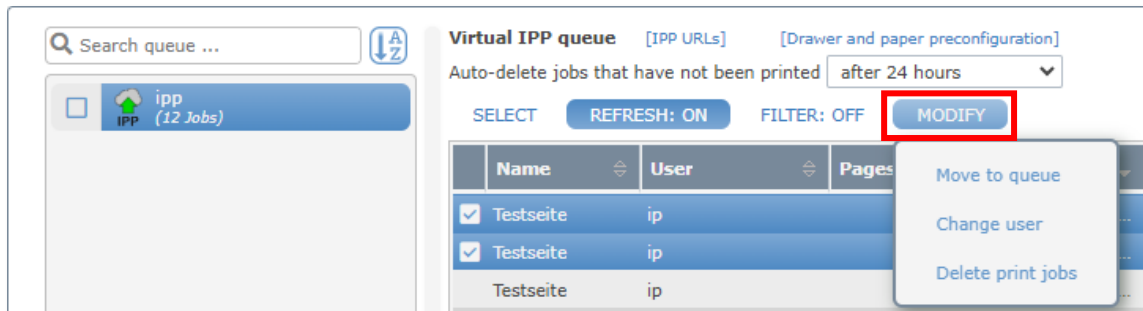 Search queue ...
A
Z
IPP
ipp
(12 Jobs)
Virtual IPP queue [IPP URLs] [Drawer and paper preconfiguration]
Auto-delete jobs that have not been printed after 24 hours
SELECT REFRESH: ON FILTER: OFF MODIFY
Name User Pages
Testseite ip ...
Testseite ip ...
Testseite ip ...
Move to queue
Change user
Delete print jobs